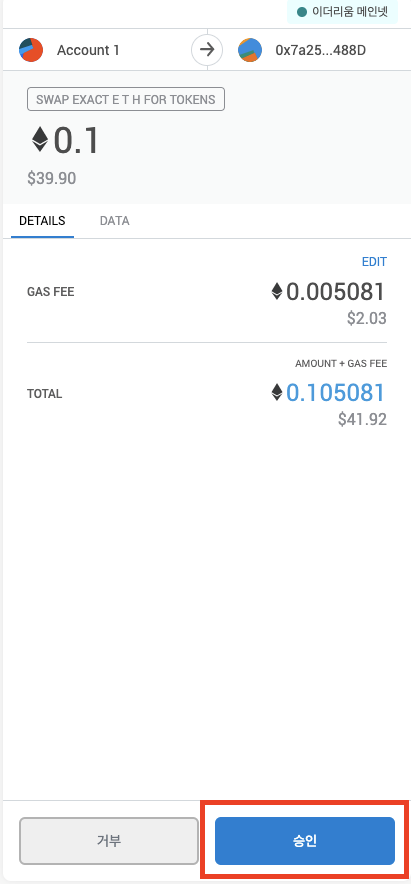 이더리움 메인넷
Account 1
0x7a25...488D
SWAP EXACT E T H FOR TOKENS
0.1
$39.90
DETAILS DATA
EDIT
GAS FEE 0.005081
$2.03
AMOUNT + GAS FEE
TOTAL 0.105081
$41.92
거부 승인